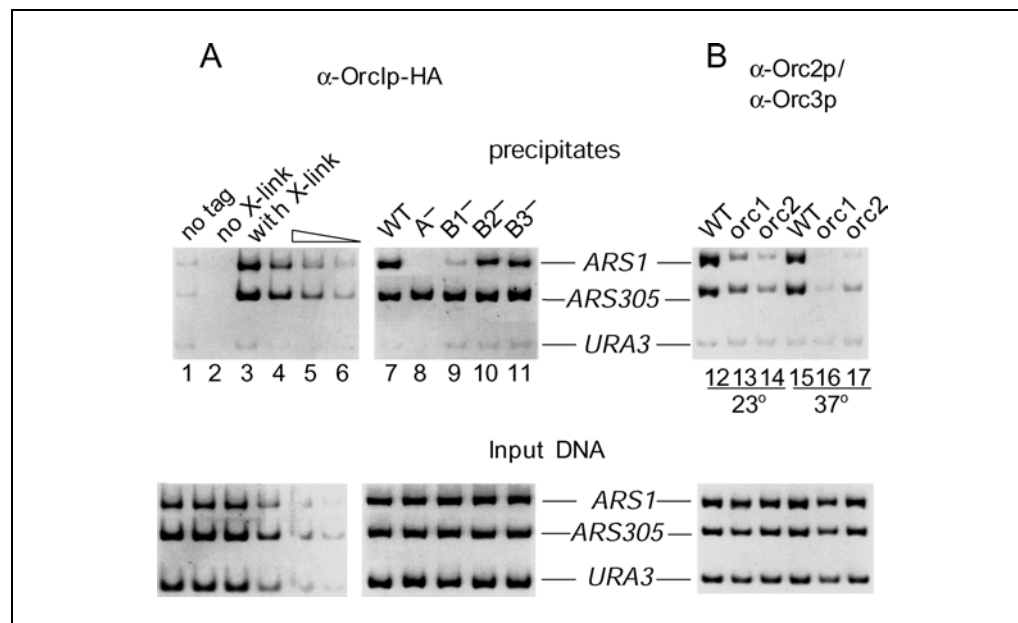 A
α-Orclp-HA
B
α-Orc2p/
α-Orc3p
precipitates
no tag
no X-link
with X-link
WT
A–
B1–
B2–
B3–
WT
orc1
orc2
WT
orc1
orc2
ARS1
ARS305
URA3
1 2 3 4 5 6
7 8 9 10 11
12 13 14 15 16 17
23° 37°
Input DNA
ARS1
ARS305
URA3